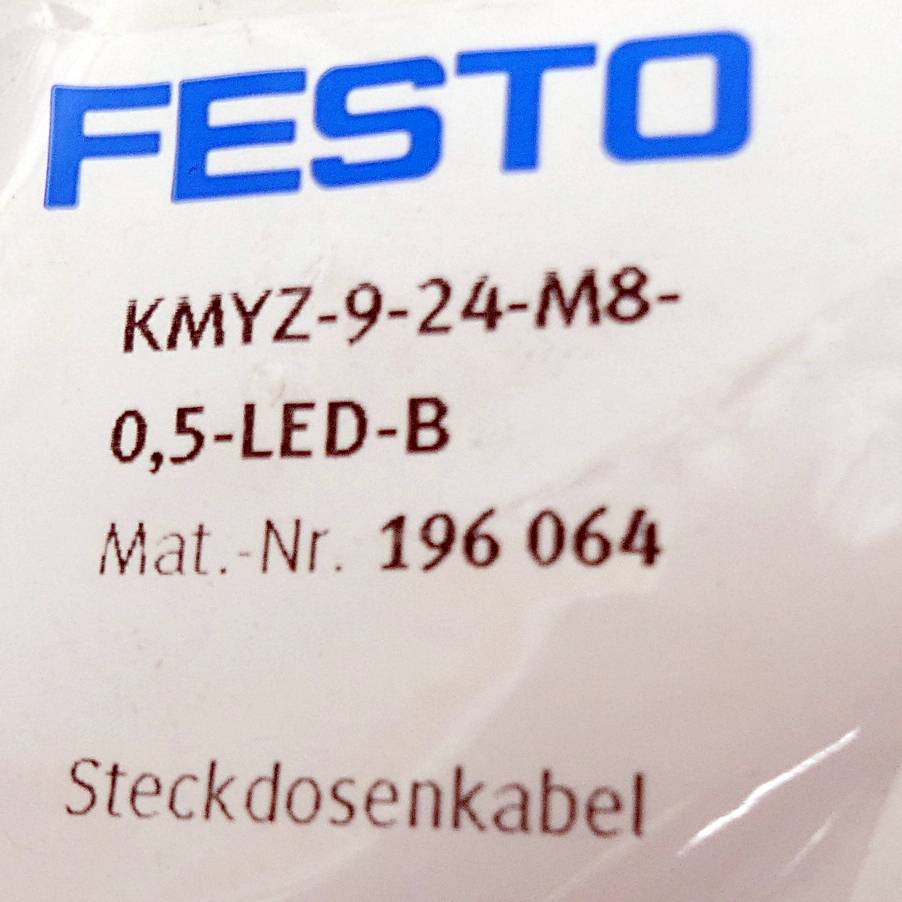 FESTO
KMYZ-9-24-M8-
0,5-LED-B
Mat.-Nr. 196 064
Steckdosenkabel